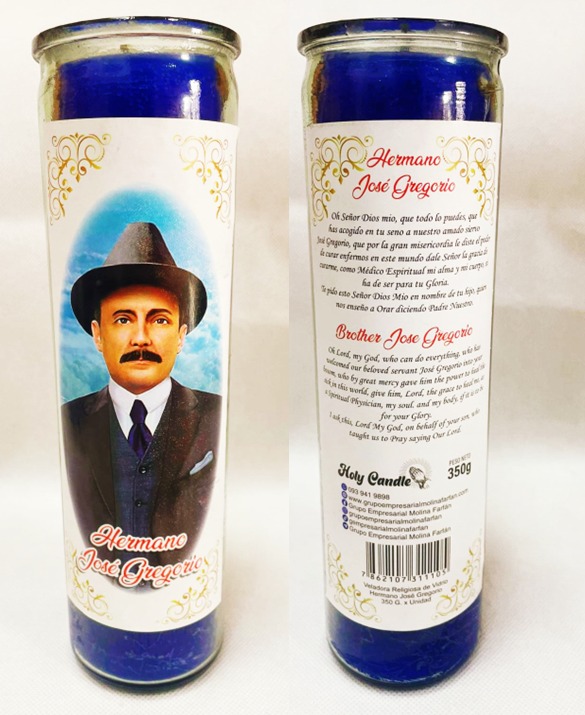 Hermano
José Gregorio
Hermano
José Gregorio
Oh Señor Dios mio, que todo lo puedes, que
has acogido en tu seno a nuestro amado siervo
José Gregorio, que por la gran misericordia le diste el poder
de curar enfermos en este mundo dale Señor la gracia de
curarme, como Médico Espiritual mi alma y mi cuerpo, si
ha de ser para tu Gloria.
Te pido esto Señor Dios Mio en nombre de tu hijo, quien
nos enseño a Orar diciendo Padre Nuestro.
Brother Jose Gregorio
Oh Lord, my God, who can do everything, who has
welcomed our beloved servant José Gregorio into your
bosom, who by great mercy gave him the power to heal the
sick in this world, give him, Lord, the grace to heal me, as
a Spiritual Physician, my soul, and my body, if it is to be
for your Glory.
I ask this, Lord My God, on behalf of your son, who
taught us to Pray saying Our Lord.
Holy Candle
PESO NETO
350g
093 941 9898
www.grupoempresarialmolinafarfan.com
Grupo Empresarial Molina Farfán
grupoempresarialmolinafarfan
gempresarialmolinafarfan
Grupo Empresarial Molina Farfán
7 862107 311103
Veladora Religiosa de Vidrio
Hermano José Gregorio
350 G. x Unidad